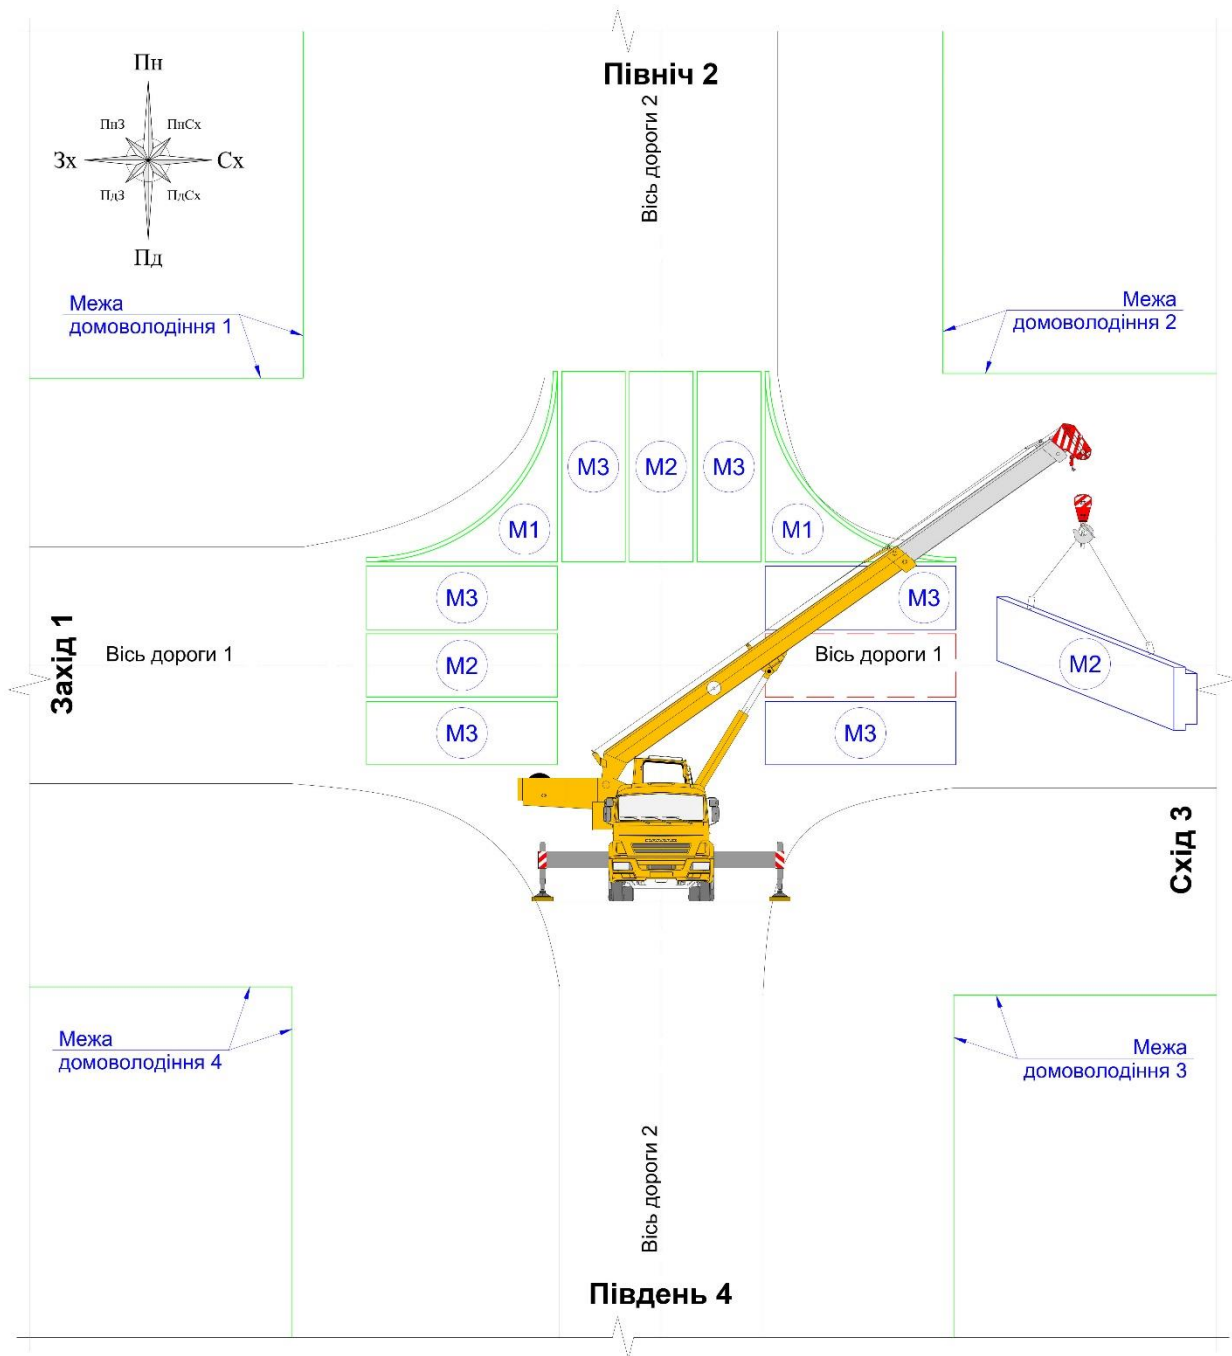 Північ 2
Пн
ПнЗ
ПнСх
Зх
Сх
ПдЗ
ПдСх
Пд
Вісь дороги 2
Межа
домоволодіння 1
Межа
домоволодіння 2
М3
М2
М3
М1
М1
М3
М3
Захід 1
Вісь дороги 1
М2
Вісь дороги 1
М2
М3
М3
Схід 3
Межа
домоволодіння 4
Межа
домоволодіння 3
Вісь дороги 2
Південь 4